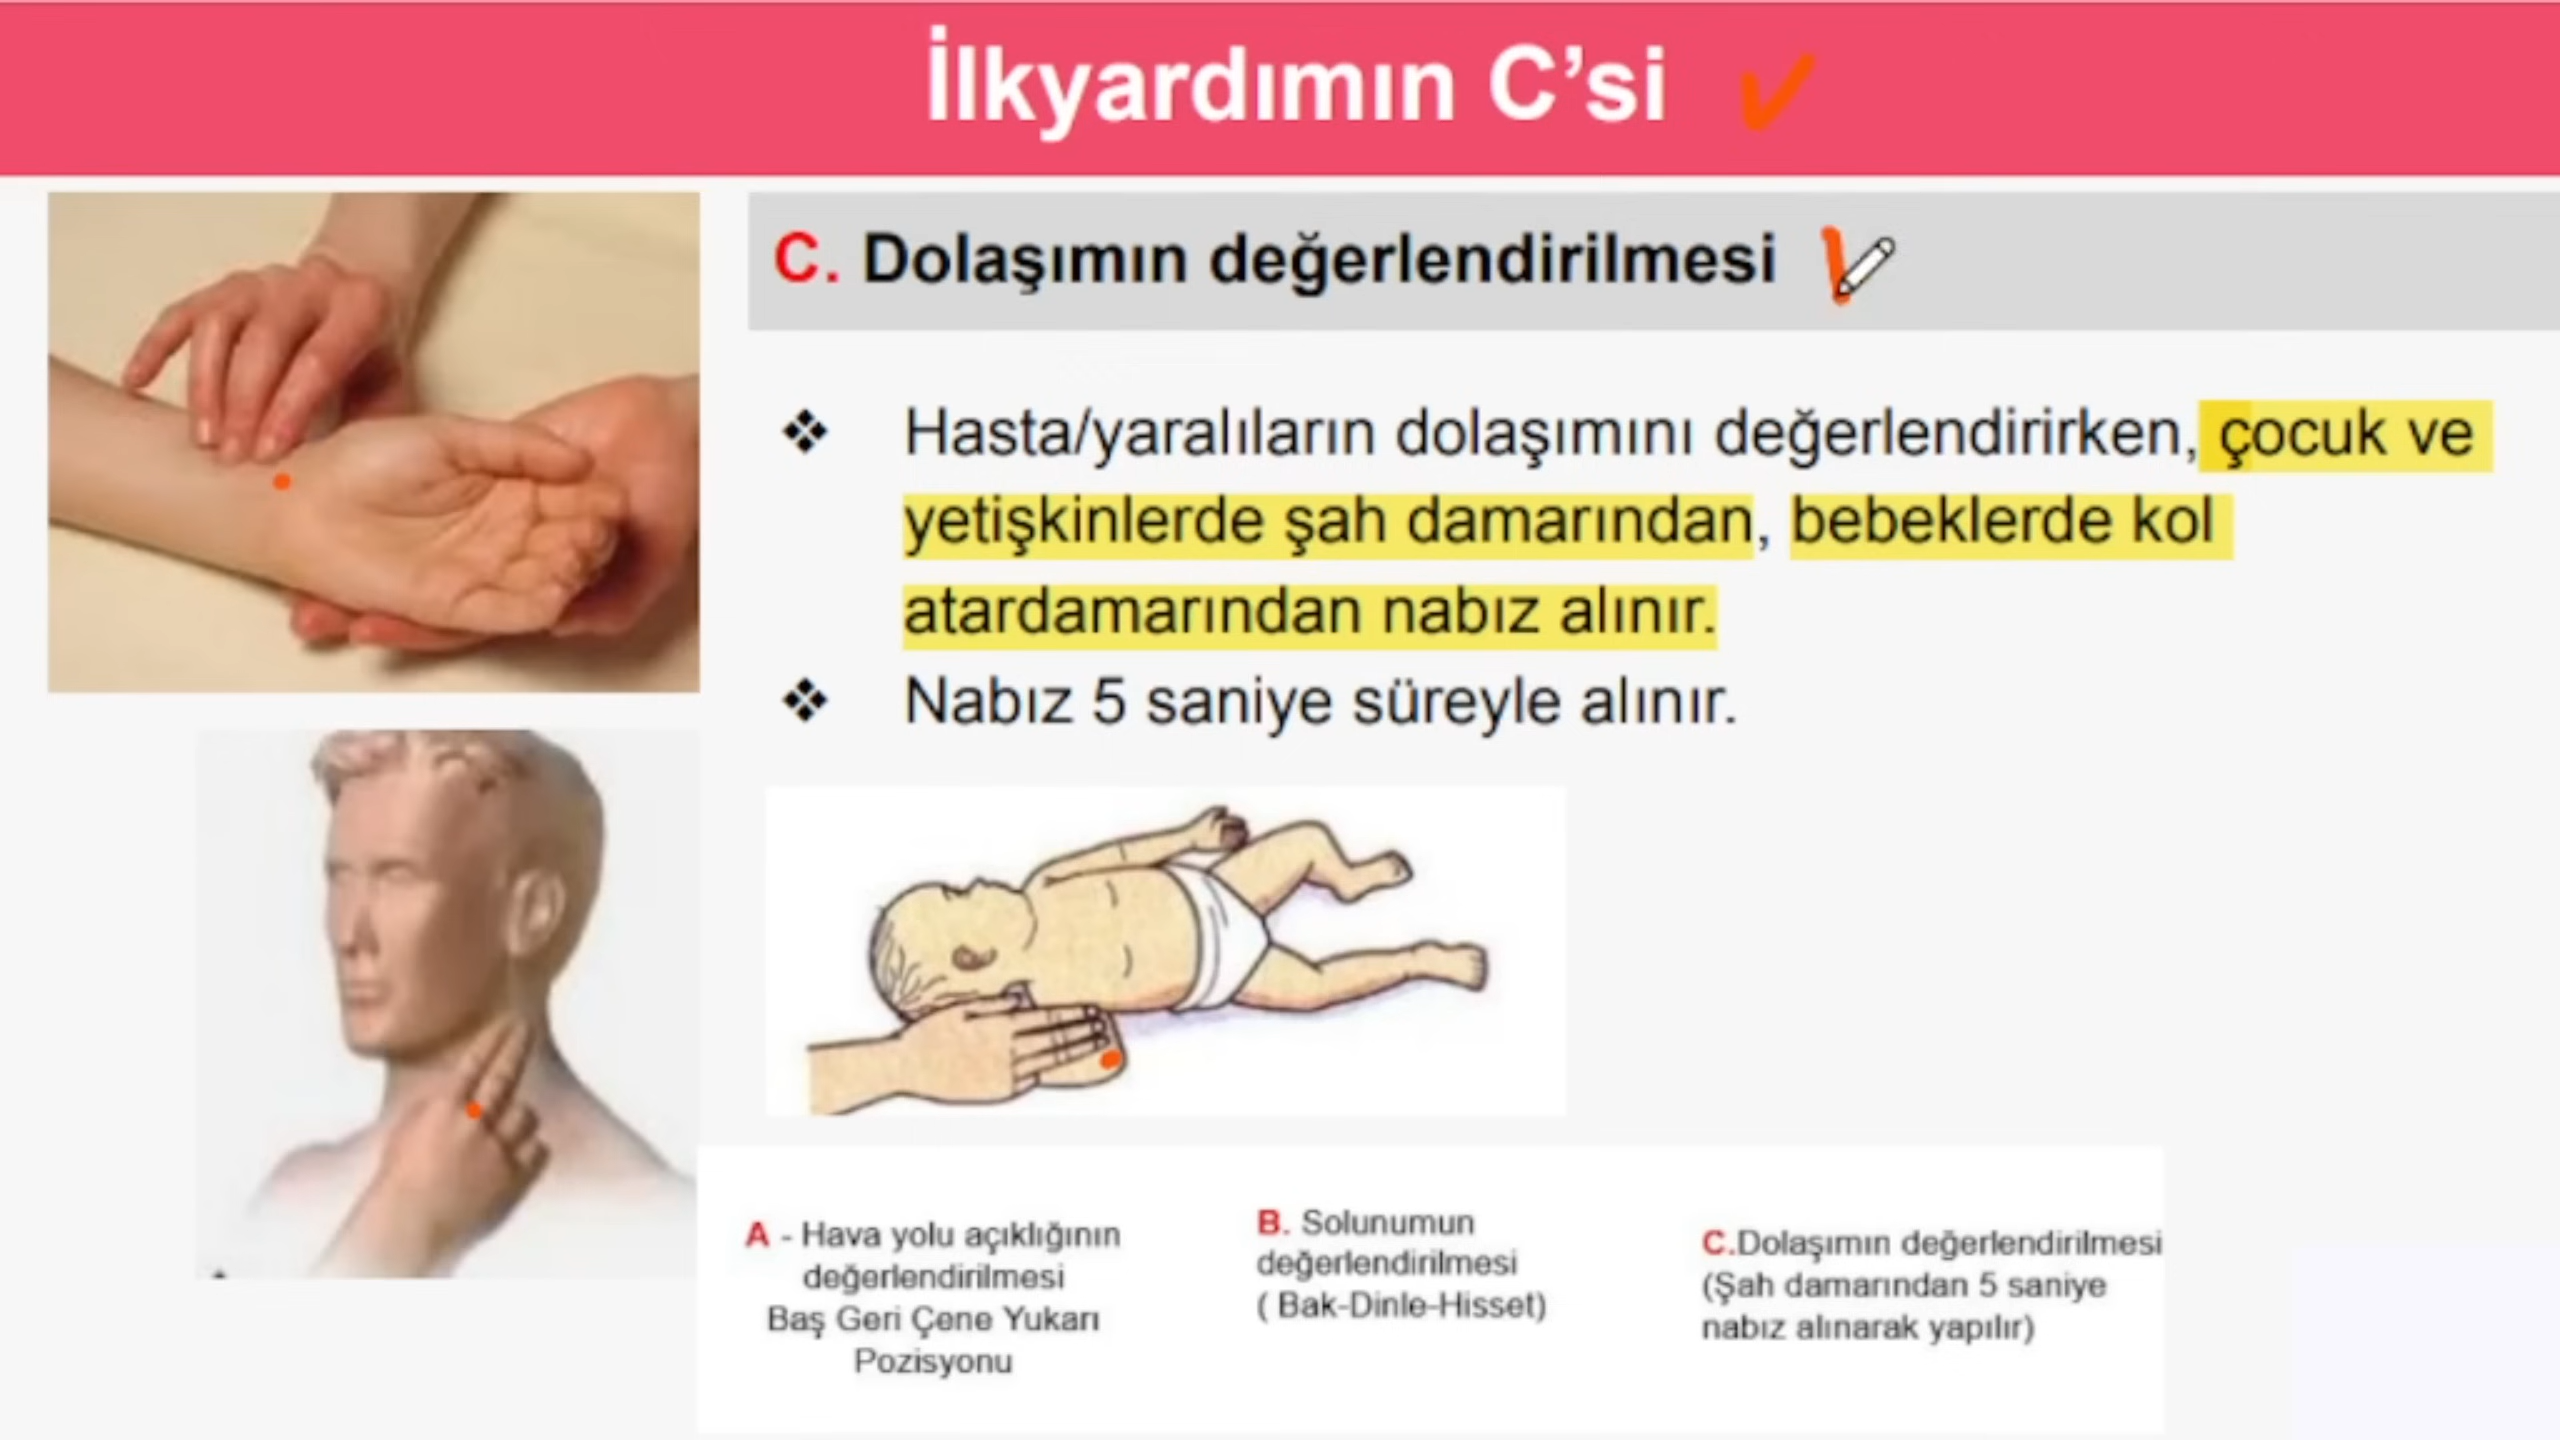 İlkyardımın C’si
C. Dolaşımın değerlendirilmesi
❖ Hasta/yaralıların dolaşımını değerlendirirken, çocuk ve
yetişkinlerde şah damarından, bebeklerde kol
atardamarından nabız alınır.
❖ Nabız 5 saniye süreyle alınır.
A - Hava yolu açıklığının
değerlendirilmesi
Baş Geri Çene Yukarı
Pozisyonu
B. Solunumun
değerlendirilmesi
( Bak-Dinle-Hisset)
C.Dolaşımın değerlendirilmesi
(Şah damarından 5 saniye
nabız alınarak yapılır)